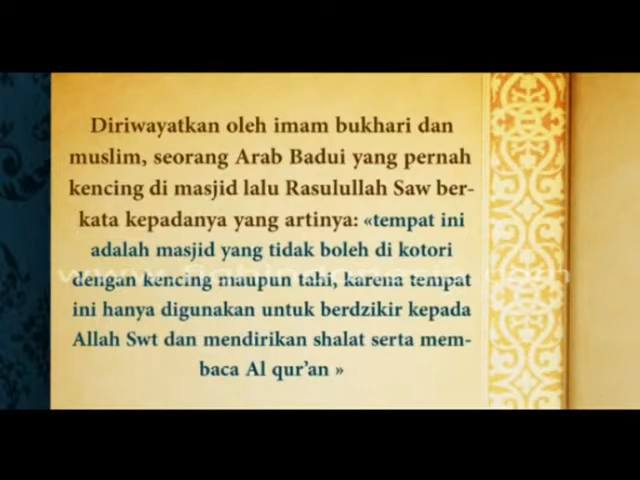 Diriwayatkan oleh imam bukhari dan
muslim, seorang Arab Badui yang pernah
kencing di masjid lalu Rasulullah Saw ber-
kata kepadanya yang artinya: «tempat ini
adalah masjid yang tidak boleh di kotori
dengan kencing maupun tahi, karena tempat
ini hanya digunakan untuk berdzikir kepada
Allah Swt dan mendirikan shalat serta mem-
baca Al qur'an »